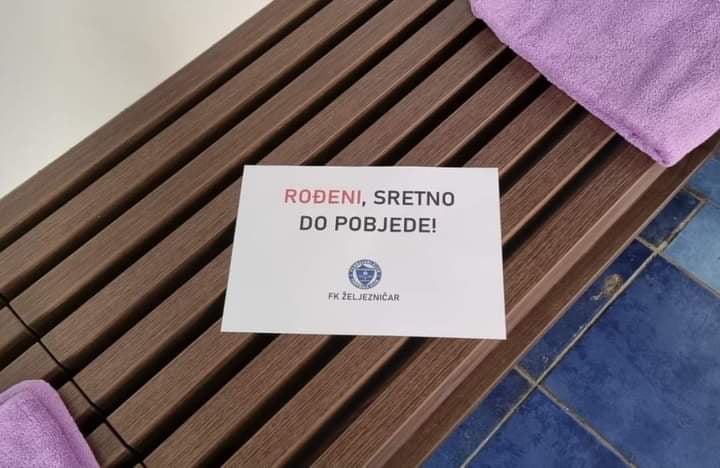 ROĐENI, SRETNO
DO POBJEDE!
FK ŽELJEZNIČAR